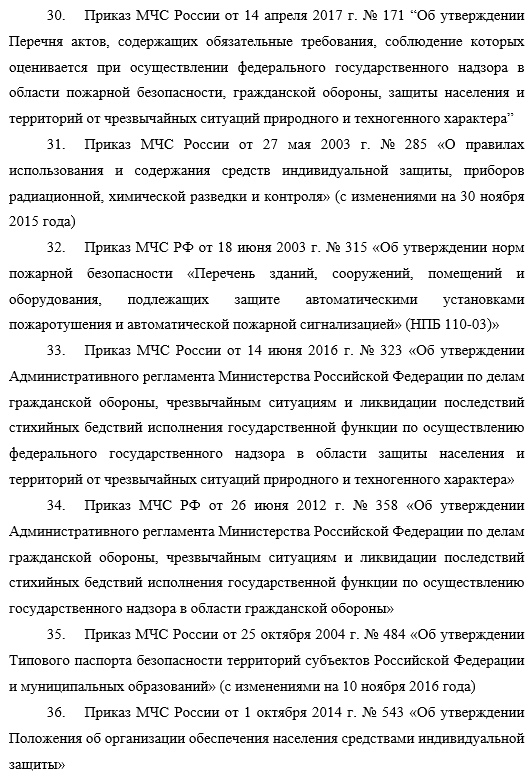 30. Приказ МЧС России от 14 апреля 2017 г. № 171 “Об утверждении
Перечня актов, содержащих обязательные требования, соблюдение которых
оценивается при осуществлении федерального государственного надзора в
области пожарной безопасности, гражданской обороны, защиты населения и
территорий от чрезвычайных ситуаций природного и техногенного характера”
31. Приказ МЧС России от 27 мая 2003 г. № 285 «О правилах
использования и содержания средств индивидуальной защиты, приборов
радиационной, химической разведки и контроля» (с изменениями на 30 ноября
2015 года)
32. Приказ МЧС РФ от 18 июня 2003 г. № 315 «Об утверждении норм
пожарной безопасности «Перечень зданий, сооружений, помещений и
оборудования, подлежащих защите автоматическими установками
пожаротушения и автоматической пожарной сигнализацией» (НПБ 110-03)»
33. Приказ МЧС России от 14 июня 2016 г. № 323 «Об утверждении
Административного регламента Министерства Российской Федерации по делам
гражданской обороны, чрезвычайным ситуациям и ликвидации последствий
стихийных бедствий исполнения государственной функции по осуществлению
федерального государственного надзора в области защиты населения и
территорий от чрезвычайных ситуаций природного и техногенного характера»
34. Приказ МЧС РФ от 26 июня 2012 г. № 358 «Об утверждении
Административного регламента Министерства Российской Федерации по делам
гражданской обороны, чрезвычайным ситуациям и ликвидации последствий
стихийных бедствий исполнения государственной функции по осуществлению
государственного надзора в области гражданской обороны»
35. Приказ МЧС России от 25 октября 2004 г. № 484 «Об утверждении
Типового паспорта безопасности территорий субъектов Российской Федерации
и муниципальных образований» (с изменениями на 10 ноября 2016 года)
36. Приказ МЧС России от 1 октября 2014 г. № 543 «Об утверждении
Положения об организации обеспечения населения средствами индивидуальной
защиты»